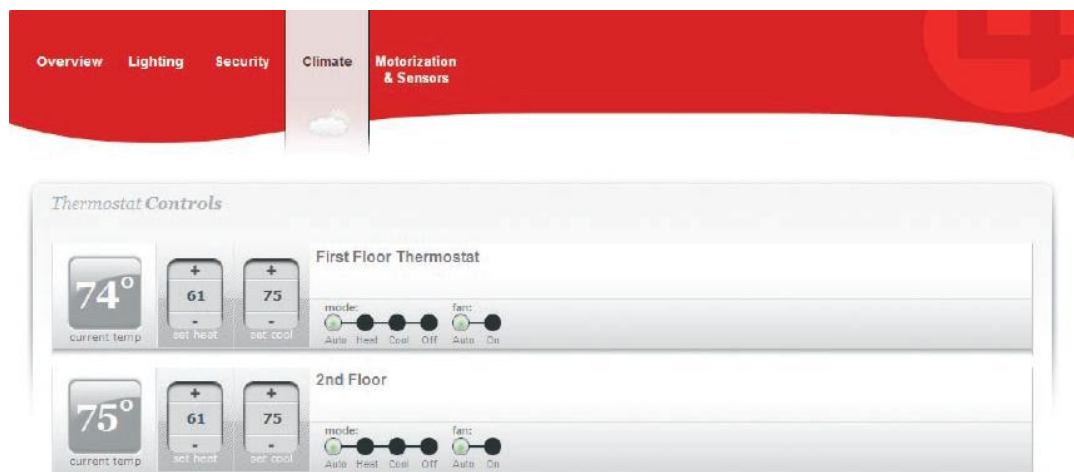 Overview Lighting Security Climate Motorization
& Sensors
Thermostat Controls
First Floor Thermostat
74°
current temp
+
61
-
set heat
+
75
-
set cool
mode:
Auto Heat Cool Off
fan:
Auto On
2nd Floor
75°
current temp
+
61
-
set heat
+
75
-
set cool
mode:
Auto Heat Cool Off
fan:
Auto On